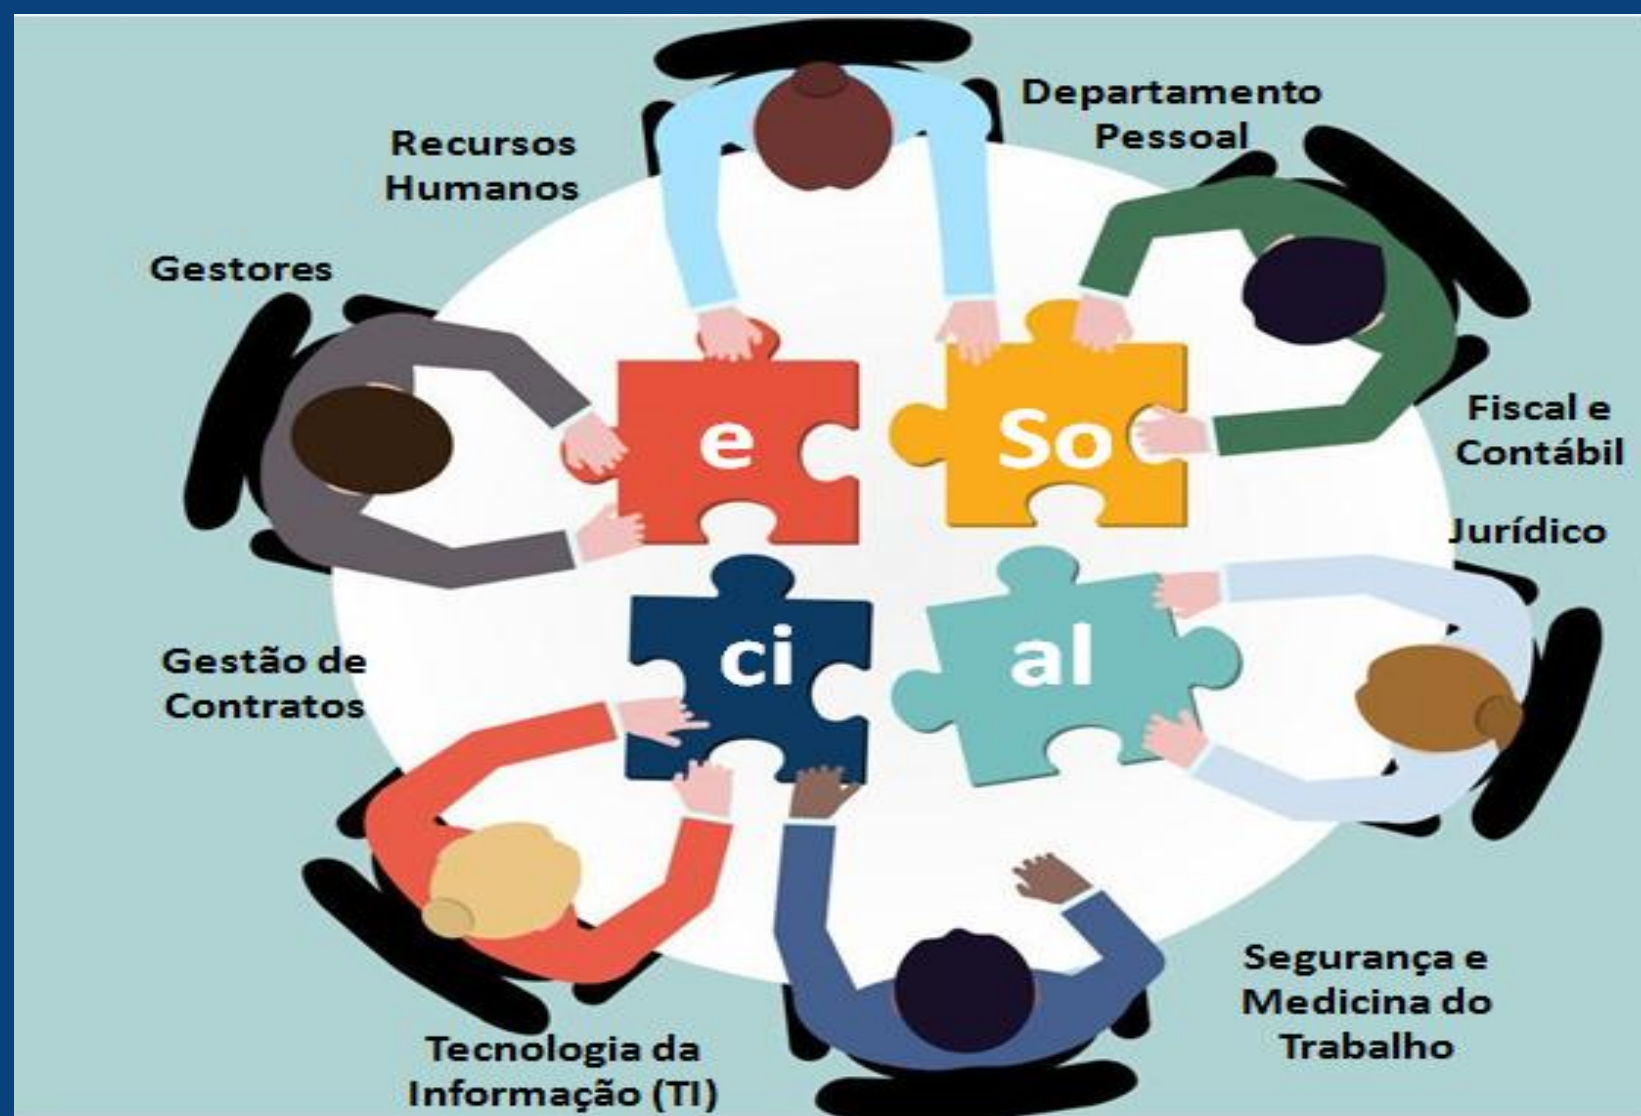 Departamento
Pessoal
Recursos
Humanos
Gestores
Fiscal e
Contábil
e
So
Jurídico
ci
al
Gestão de
Contratos
Segurança e
Medicina do
Trabalho
Tecnologia da
Informação (TI)